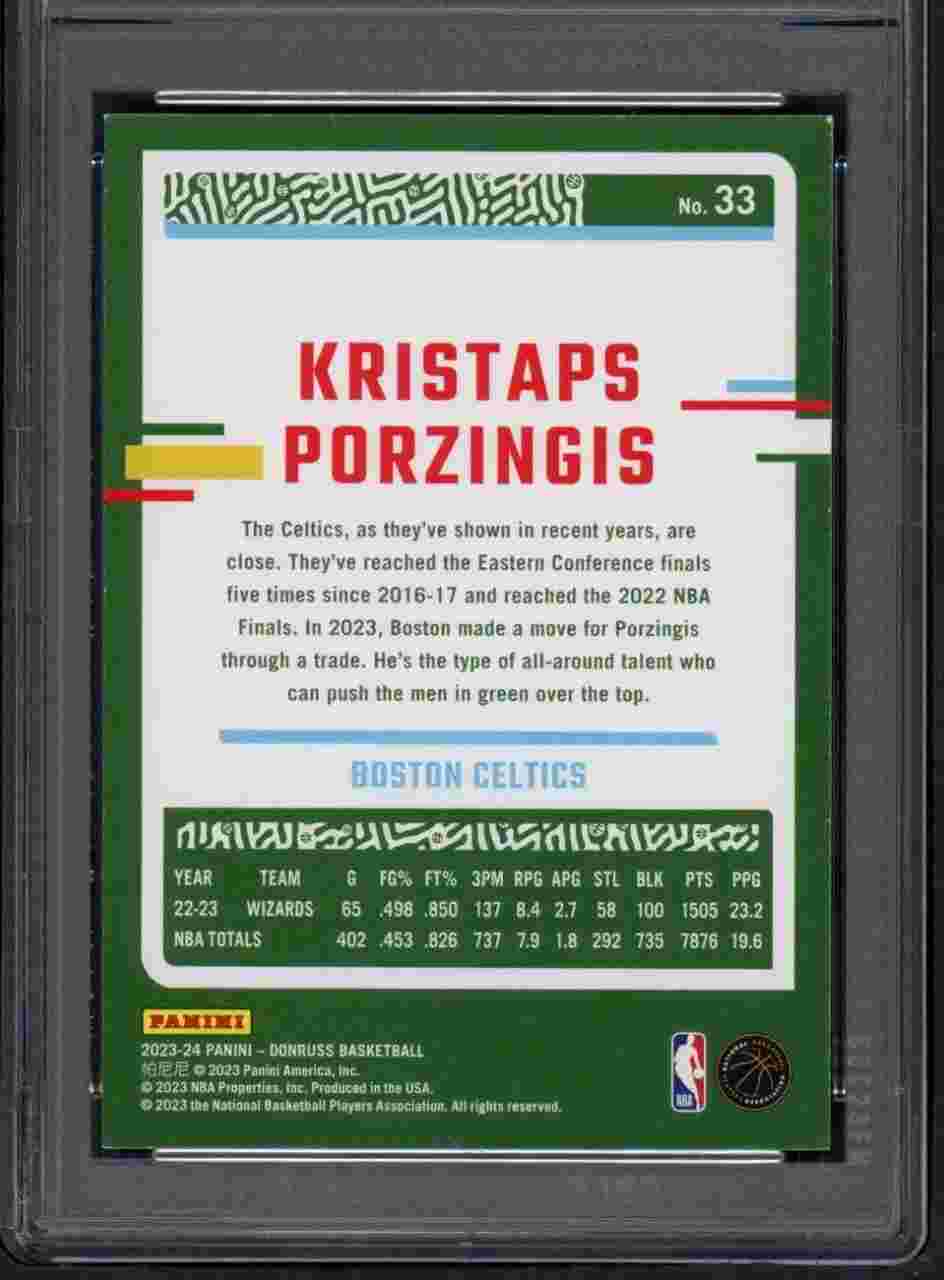 No. 33
KRISTAPS
PORZINGIS
The Celtics, as they've shown in recent years, are
close. They've reached the Eastern Conference finals
five times since 2016-17 and reached the 2022 NBA
Finals. In 2023, Boston made a move for Porzingis
through a trade. He's the type of all-around talent who
can push the men in green over the top.
BOSTON CELTICS
YEAR TEAM G FG% FT% 3PM RPG APG STL BLK PTS PPG
22-23 WIZARDS 65 .498 .850 137 8.4 2.7 58 100 1505 23.2
NBA TOTALS 402 .453 .826 737 7.9 1.8 292 735 7876 19.6
PANINI
2023-24 PANINI – DONRUSS BASKETBALL
帕尼尼 © 2023 Panini America, Inc.
© 2023 NBA Properties, Inc. Produced in the USA.
© 2023 the National Basketball Players Association. All rights reserved.
NBA